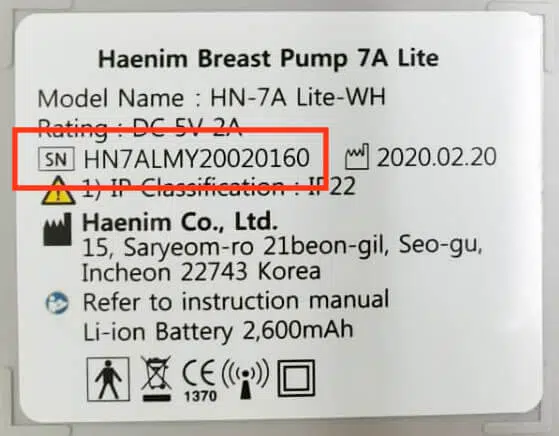 Haenim Breast Pump 7A Lite
Model Name : HN-7A Lite-WH
Rating : DC 5V 2A
SN HN7ALMY20020160 2020.02.20
1) IP Classification : IP22
Haenim Co., Ltd.
15, Saryeom-ro 21beon-gil, Seo-gu,
Incheon 22743 Korea
Refer to instruction manual
Li-ion Battery 2,600mAh
CE
1370